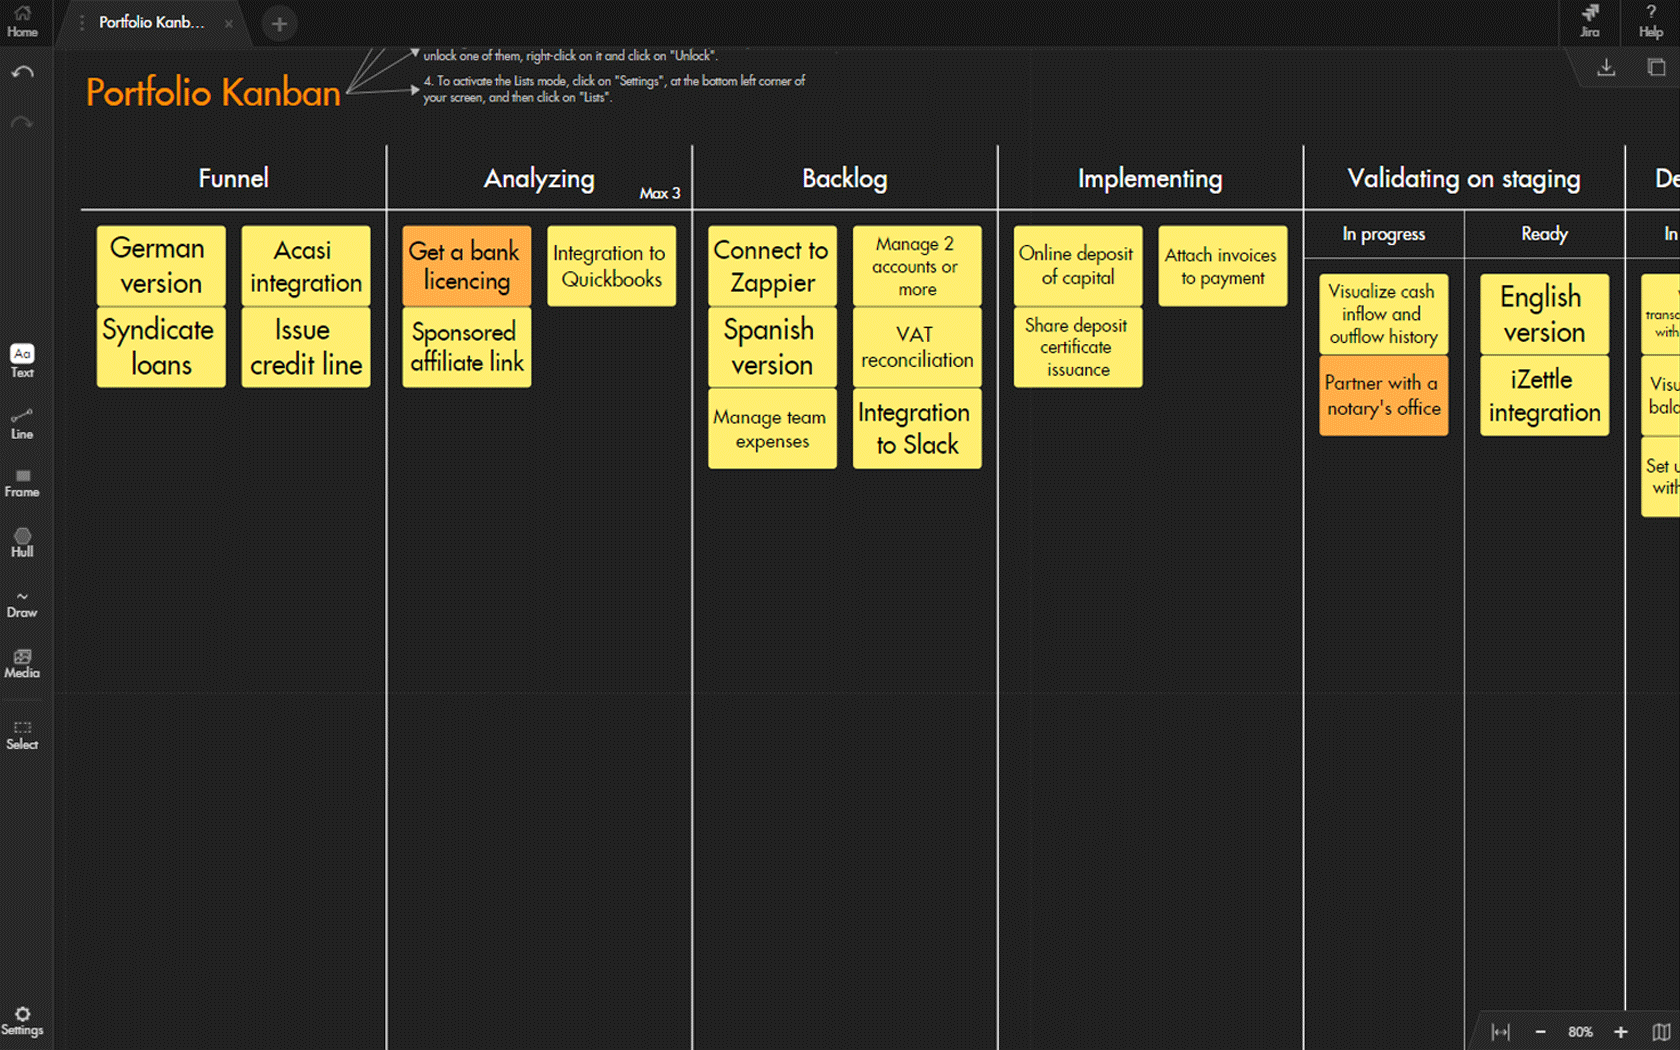 Home
Portfolio Kanb...
Jira
Help
unlock one of them, right-click on it and click on "Unlock".
4. To activate the Lists mode, click on "Settings", at the bottom left corner of
your screen, and then click on "Lists".
Portfolio Kanban
Funnel
Analyzing
Max 3
Backlog
Implementing
Validating on staging
De
In progress
Ready
In
German
version
Acasi
integration
Syndicate
loans
Issue
credit line
Get a bank
licencing
Integration to
Quickbooks
Sponsored
affiliate link
Connect to
Zappier
Manage 2
accounts or
more
Spanish
version
VAT
reconciliation
Manage team
expenses
Integration
to Slack
Online deposit
of capital
Attach invoices
to payment
Share deposit
certificate
issuance
Visualize cash
inflow and
outflow history
English
version
Partner with a
notary's office
iZettle
integration
transc
with
Visu
bala
Set u
with
Text
Line
Frame
Hull
Draw
Media
Select
Settings
80%